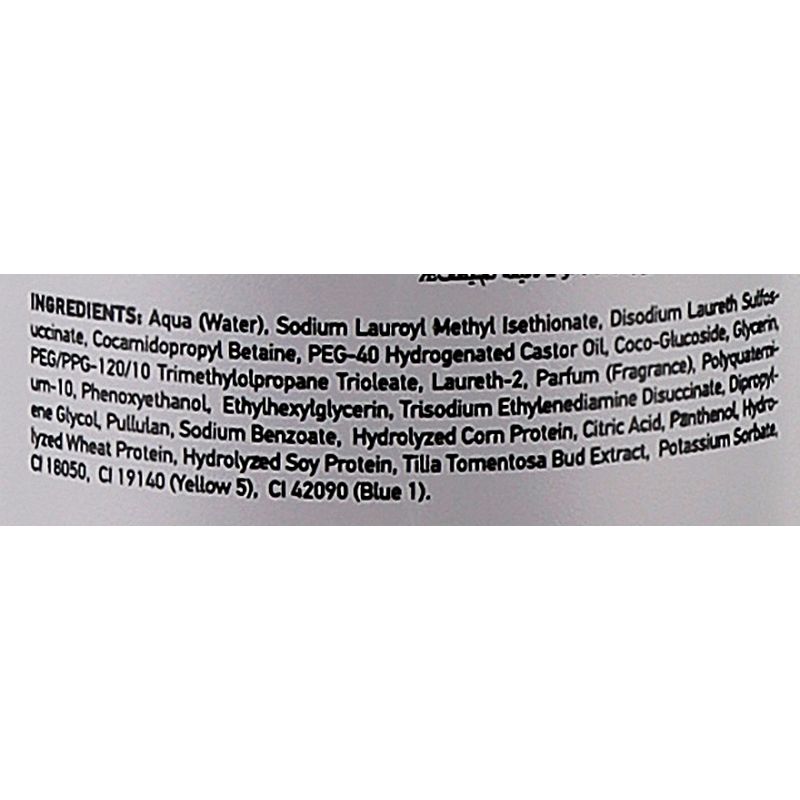 INGREDIENTS: Aqua (Water), Sodium Lauroyl Methyl Isethionate, Disodium Laureth Sulfos-
uccinate, Cocamidopropyl Betaine, PEG-40 Hydrogenated Castor Oil, Coco-Glucoside, Glycerin,
PEG/PPG-120/10 Trimethylolpropane Trioleate, Laureth-2, Parfum (Fragrance), Polyquaterni-
um-10, Phenoxyethanol, Ethylhexylglycerin, Trisodium Ethylenediamine Disuccinate, Dipropyl-
ene Glycol, Pullulan, Sodium Benzoate, Hydrolyzed Corn Protein, Citric Acid, Panthenol, Hydro-
lyzed Wheat Protein, Hydrolyzed Soy Protein, Tilia Tomentosa Bud Extract, Potassium Sorbate,
CI 18050, CI 19140 (Yellow 5), CI 42090 (Blue 1).